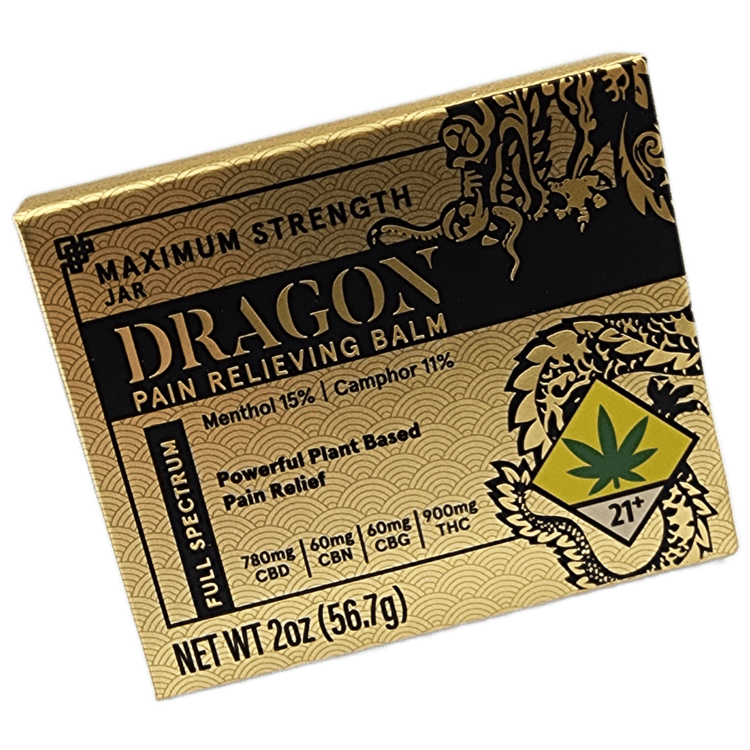 MAXIMUM STRENGTH
JAR
DRAGON
PAIN RELIEVING BALM
Menthol 15% | Camphor 11%
FULL SPECTRUM
Powerful Plant Based
Pain Relief
780mg CBD | 60mg CBN | 60mg CBG | 900mg THC
21+
NET WT 2oz (56.7g)